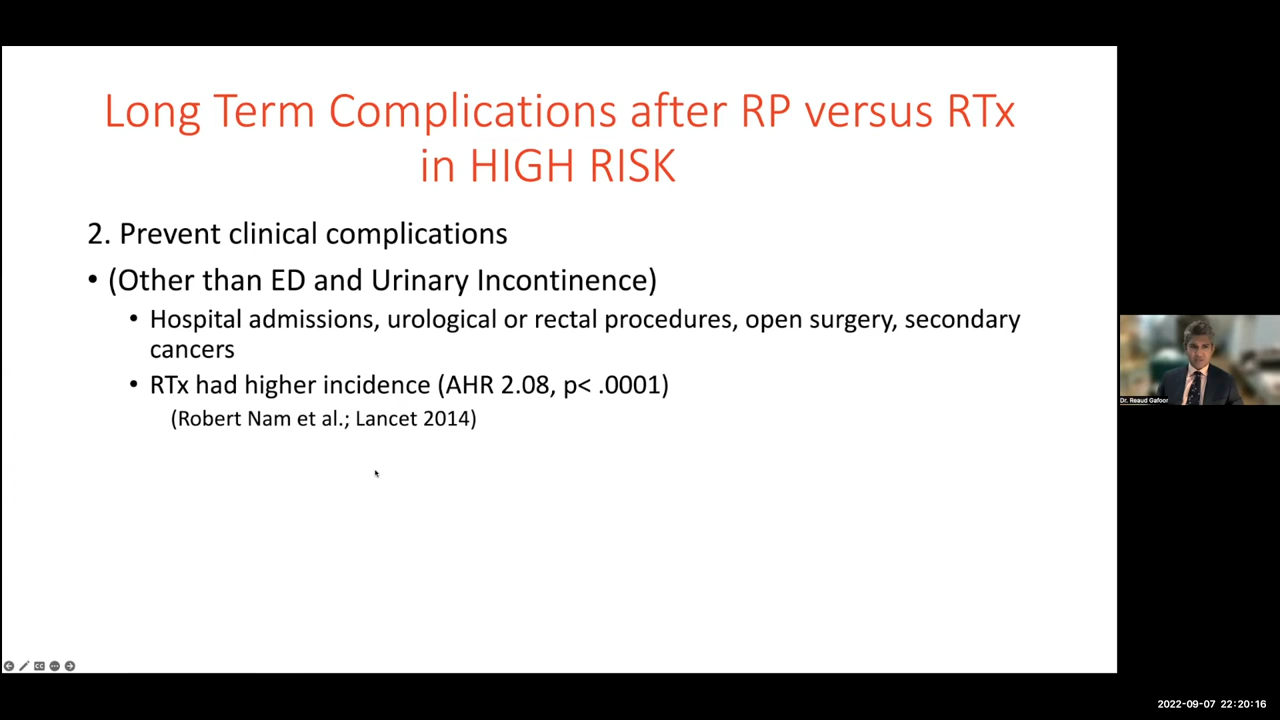 Long Term Complications after RP versus RTx
in HIGH RISK
2. Prevent clinical complications
• (Other than ED and Urinary Incontinence)
• Hospital admissions, urological or rectal procedures, open surgery, secondary
cancers
• RTx had higher incidence (AHR 2.08, p< .0001)
(Robert Nam et al.; Lancet 2014)
Dr. Reaud Gafoor
2022-09-07 22:20:16